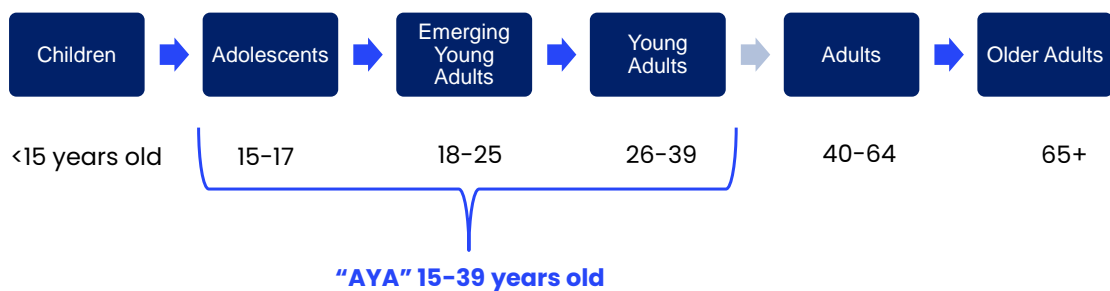 Children
Adolescents
Emerging
Young
Adults
Young
Adults
Adults
Older Adults
<15 years old
15-17
18-25
26-39
40-64
65+
“AYA” 15-39 years old